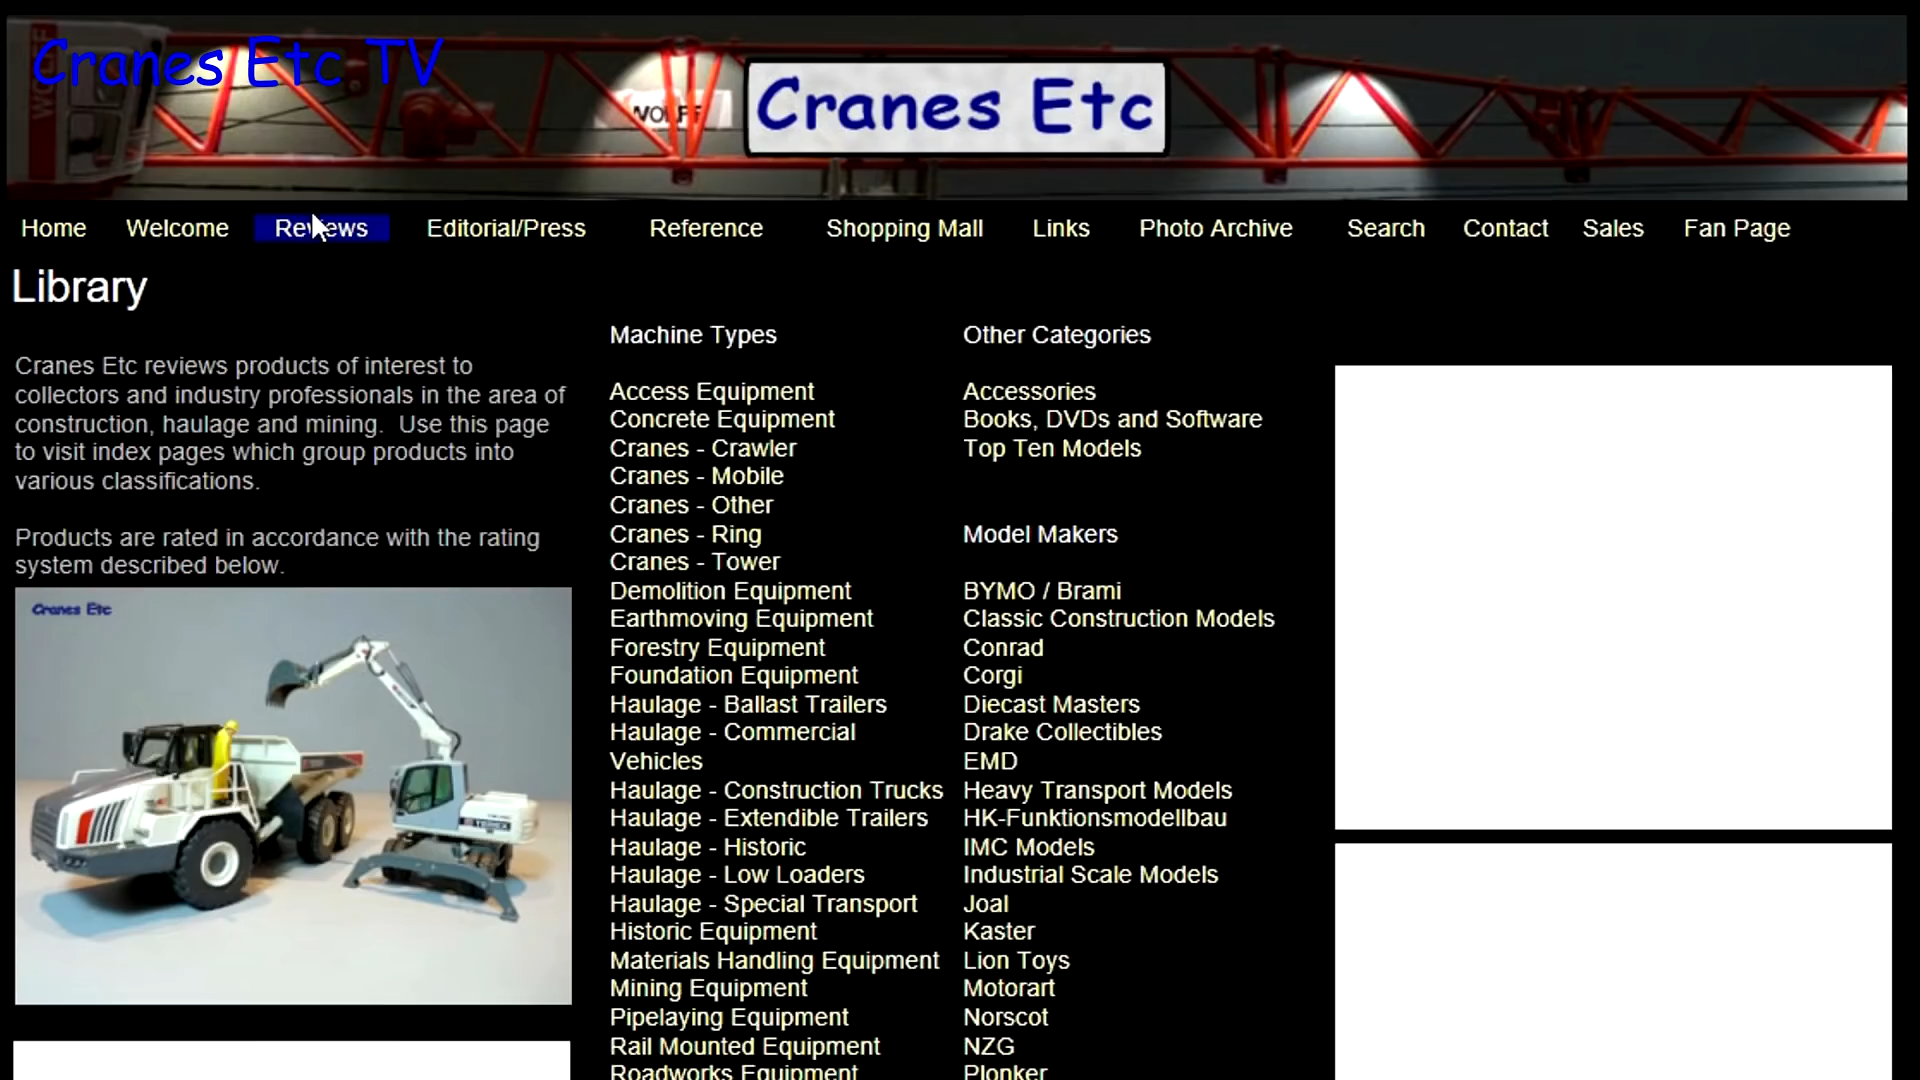 Cranes Etc TV
WOLFF
WOLFF
Cranes Etc
Home Welcome Reviews Editorial/Press Reference Shopping Mall Links Photo Archive Search Contact Sales Fan Page
Library
Cranes Etc reviews products of interest to
collectors and industry professionals in the area of
construction, haulage and mining.  Use this page
to visit index pages which group products into
various classifications.
Products are rated in accordance with the rating
system described below.
Cranes Etc
TEREX
Machine Types
Access Equipment
Concrete Equipment
Cranes - Crawler
Cranes - Mobile
Cranes - Other
Cranes - Ring
Cranes - Tower
Demolition Equipment
Earthmoving Equipment
Forestry Equipment
Foundation Equipment
Haulage - Ballast Trailers
Haulage - Commercial
Vehicles
Haulage - Construction Trucks
Haulage - Extendible Trailers
Haulage - Historic
Haulage - Low Loaders
Haulage - Special Transport
Historic Equipment
Materials Handling Equipment
Mining Equipment
Pipelaying Equipment
Rail Mounted Equipment
Roadworks Equipment
Other Categories
Accessories
Books, DVDs and Software
Top Ten Models
Model Makers
BYMO / Brami
Classic Construction Models
Conrad
Corgi
Diecast Masters
Drake Collectibles
EMD
Heavy Transport Models
HK-Funktionsmodellbau
IMC Models
Industrial Scale Models
Joal
Kaster
Lion Toys
Motorart
Norscot
NZG
Plonker